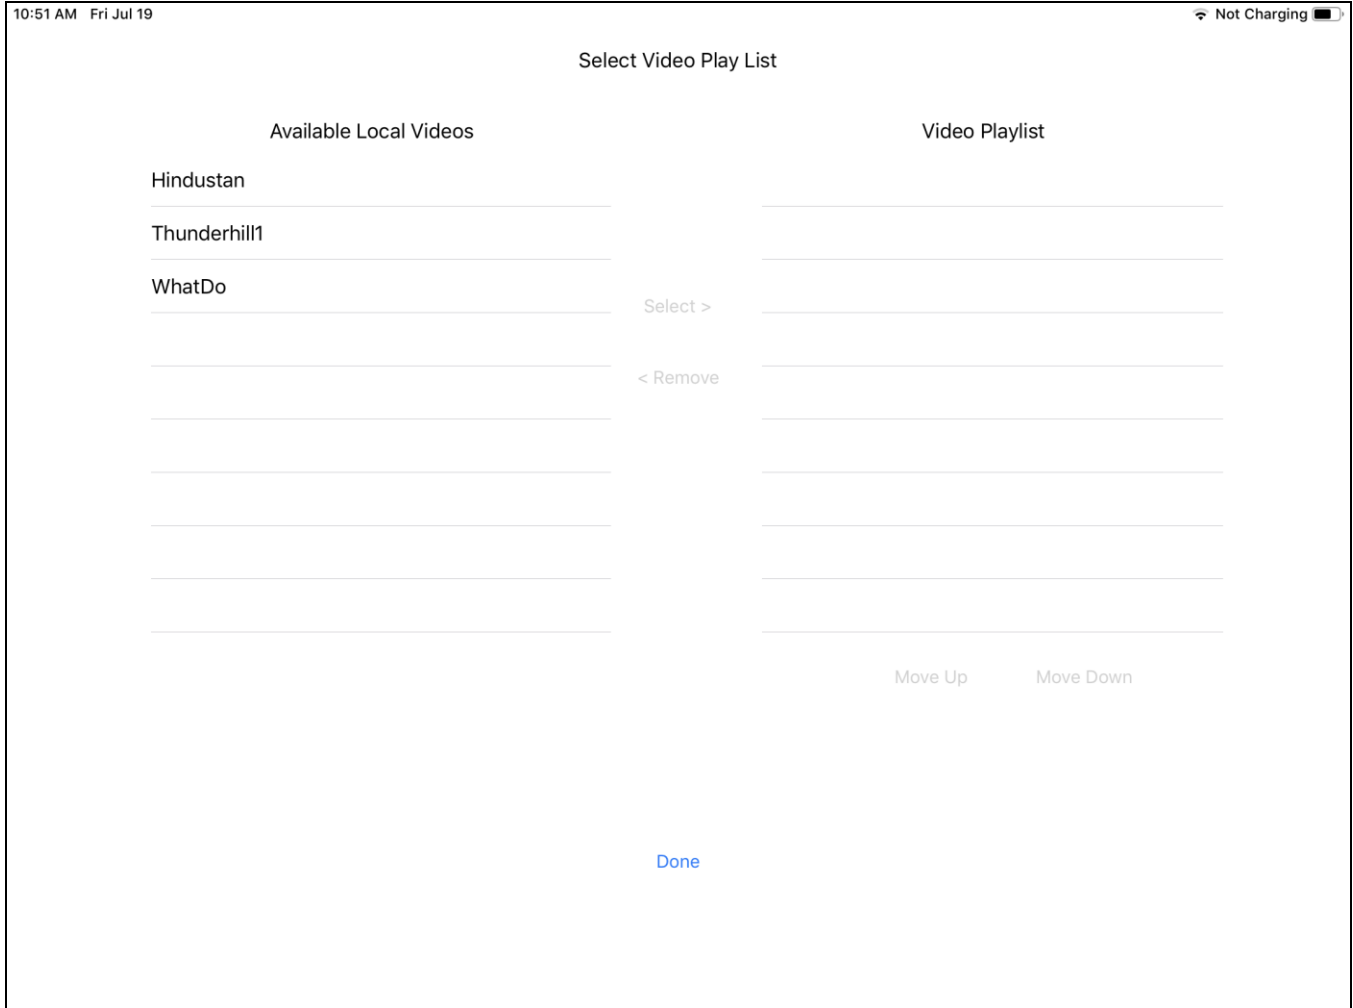 10:51 AM Fri Jul 19
Not Charging
Select Video Play List
Available Local Videos
Video Playlist
Hindustan
Thunderhill1
WhatDo
Select >
< Remove
Move Up
Move Down
Done